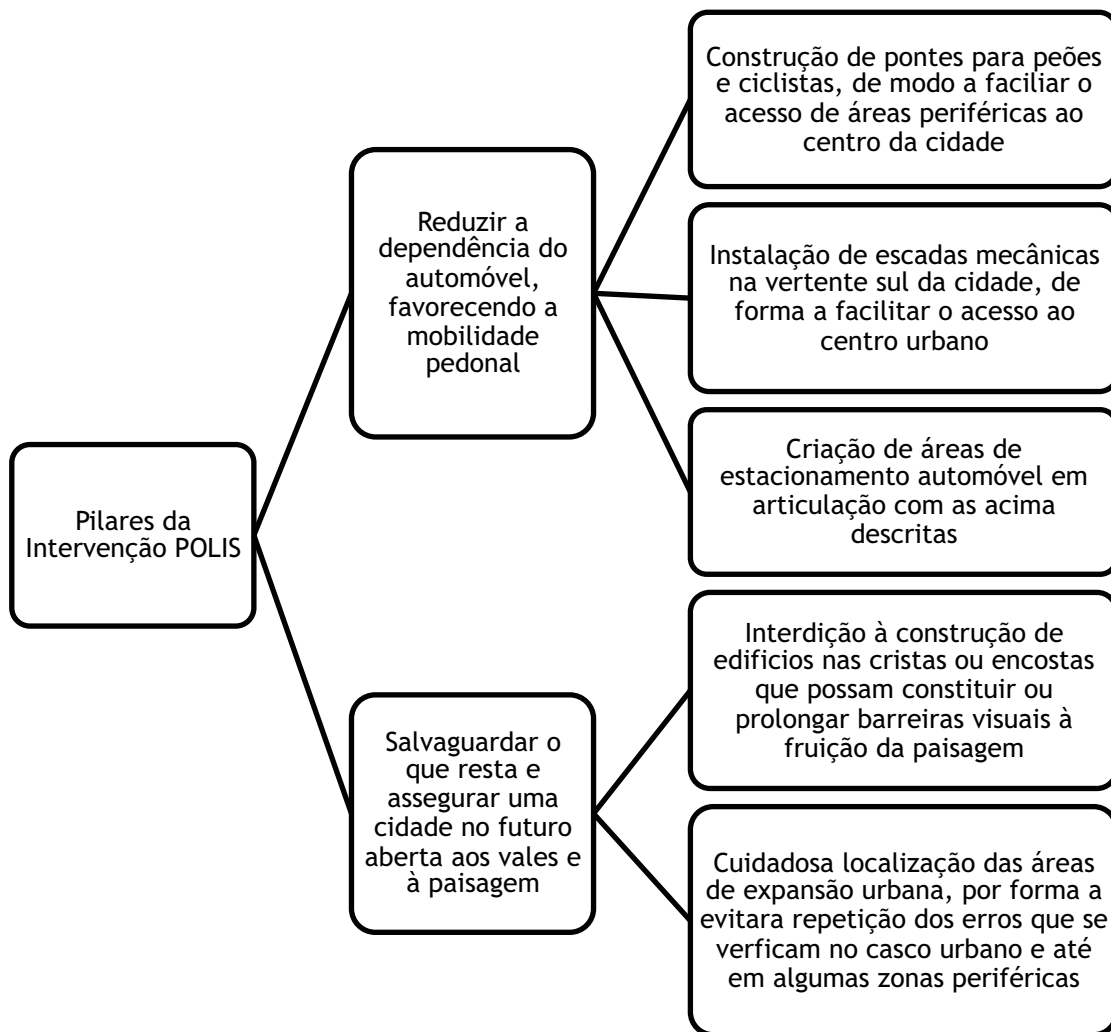 Pilares da
Intervenção POLIS
Reduzir a
dependência do
automóvel,
favorecendo a
mobilidade
pedonal
Construção de pontes para peões
e ciclistas, de modo a faciliar o
acesso de áreas periféricas ao
centro da cidade
Instalação de escadas mecânicas
na vertente sul da cidade, de
forma a facilitar o acesso ao
centro urbano
Criação de áreas de
estacionamento automóvel em
articulação com as acima
descritas
Salvaguardar o
que resta e
assegurar uma
cidade no futuro
aberta aos vales e
à paisagem
Interdição à construção de
edificios nas cristas ou encostas
que possam constituir ou
prolongar barreiras visuais à
fruição da paisagem
Cuidadosa localização das áreas
de expansão urbana, por forma a
evitara repetição dos erros que se
verficam no casco urbano e até
em algumas zonas periféricas